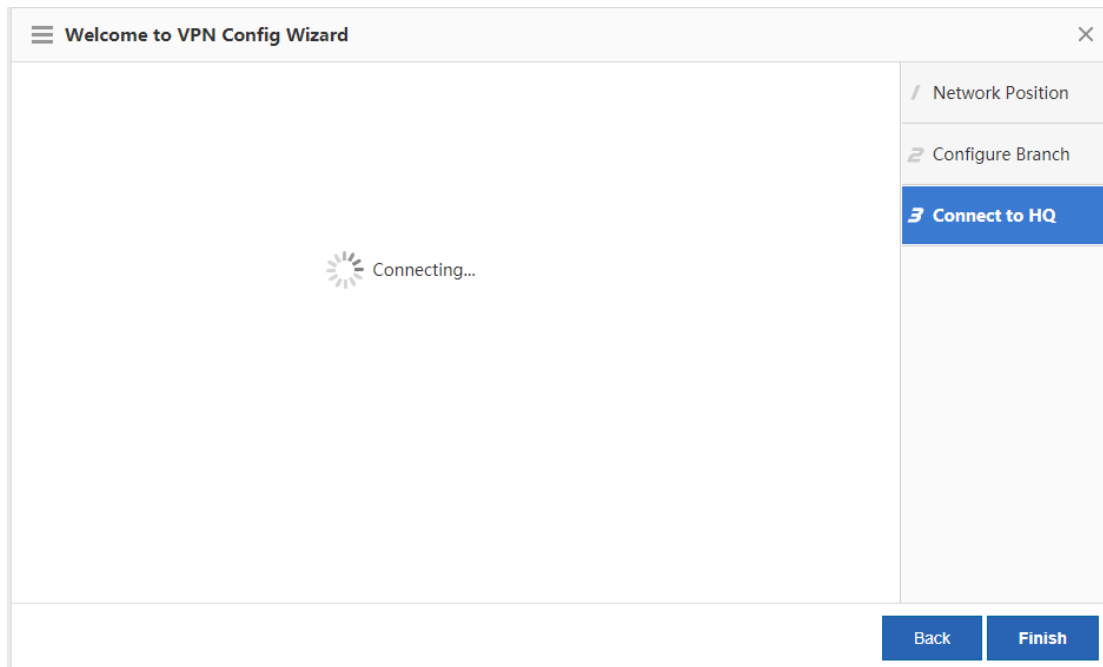 Welcome to VPN Config Wizard
1 Network Position
2 Configure Branch
3 Connect to HQ
Connecting...
Back
Finish